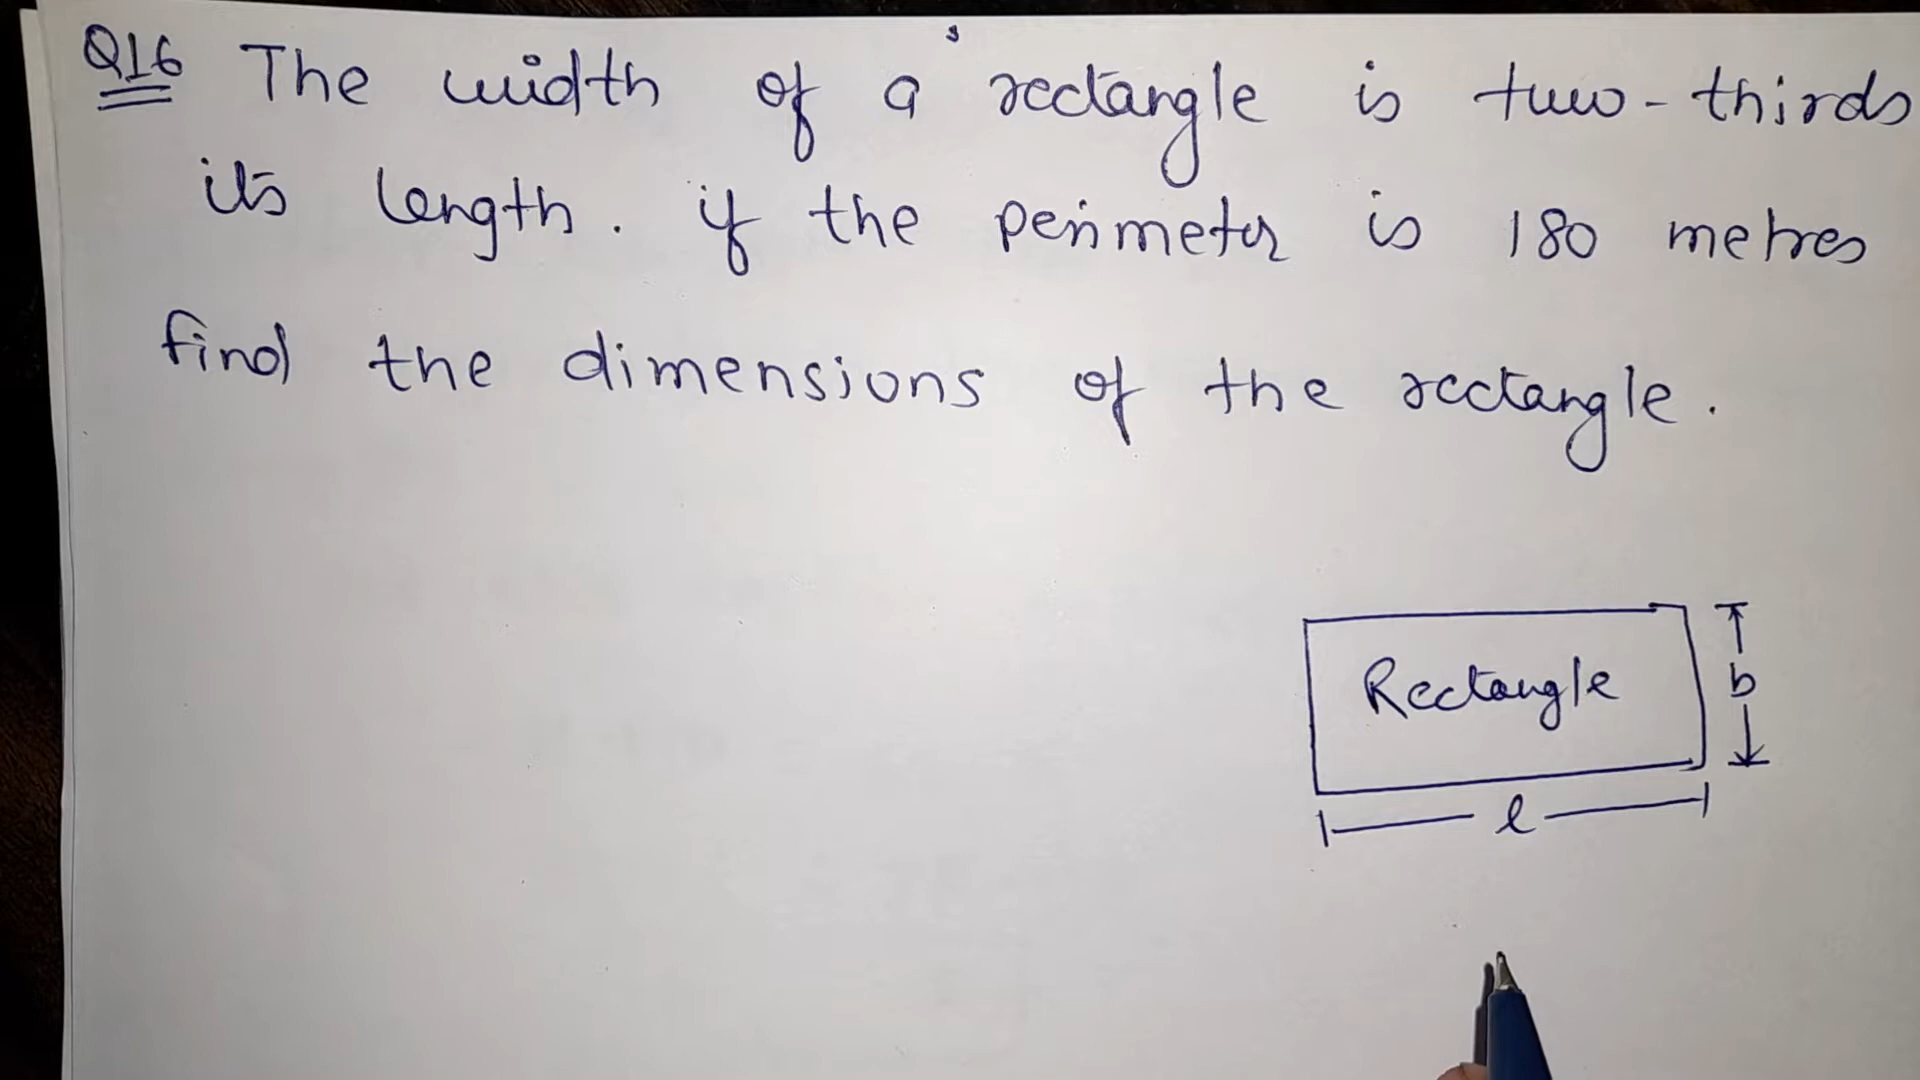 Q16 The width of a rectangle is two-thirds
its length. if the perimeter is 180 metres
find the dimensions of the rectangle.
Rectangle
b
l